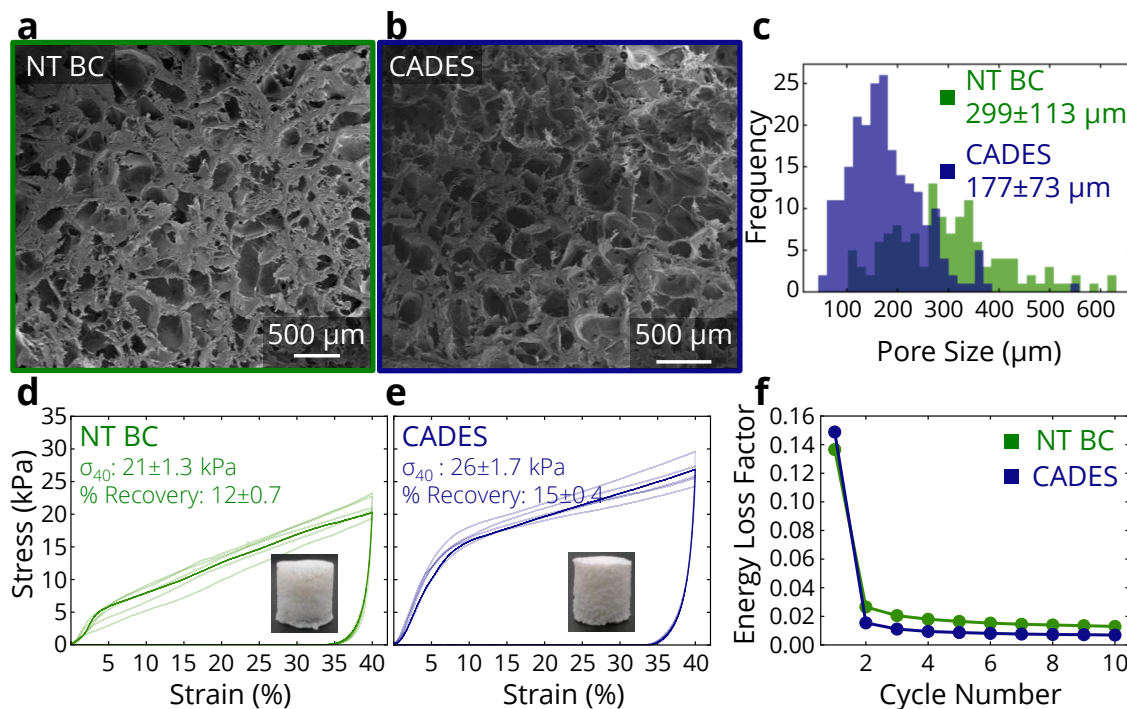 a
NT BC
500 μm
b
CADES
500 μm
c
25
20
15
10
5
0
Frequency
NT BC
299±113 μm
CADES
177±73 μm
100 200 300 400 500 600
Pore Size (μm)
d
35
30
25
20
15
10
5
0
Stress (kPa)
NT BC
σ40: 21±1.3 kPa
% Recovery: 12±0.7
5 10 15 20 25 30 35 40
Strain (%)
e
CADES
σ40 : 26±1.7 kPa
% Recovery: 15±0.4
5 10 15 20 25 30 35 40
Strain (%)
f
0.16
0.14
0.12
0.10
0.08
0.06
0.04
0.02
0.00
Energy Loss Factor
NT BC
CADES
2 4 6 8 10
Cycle Number